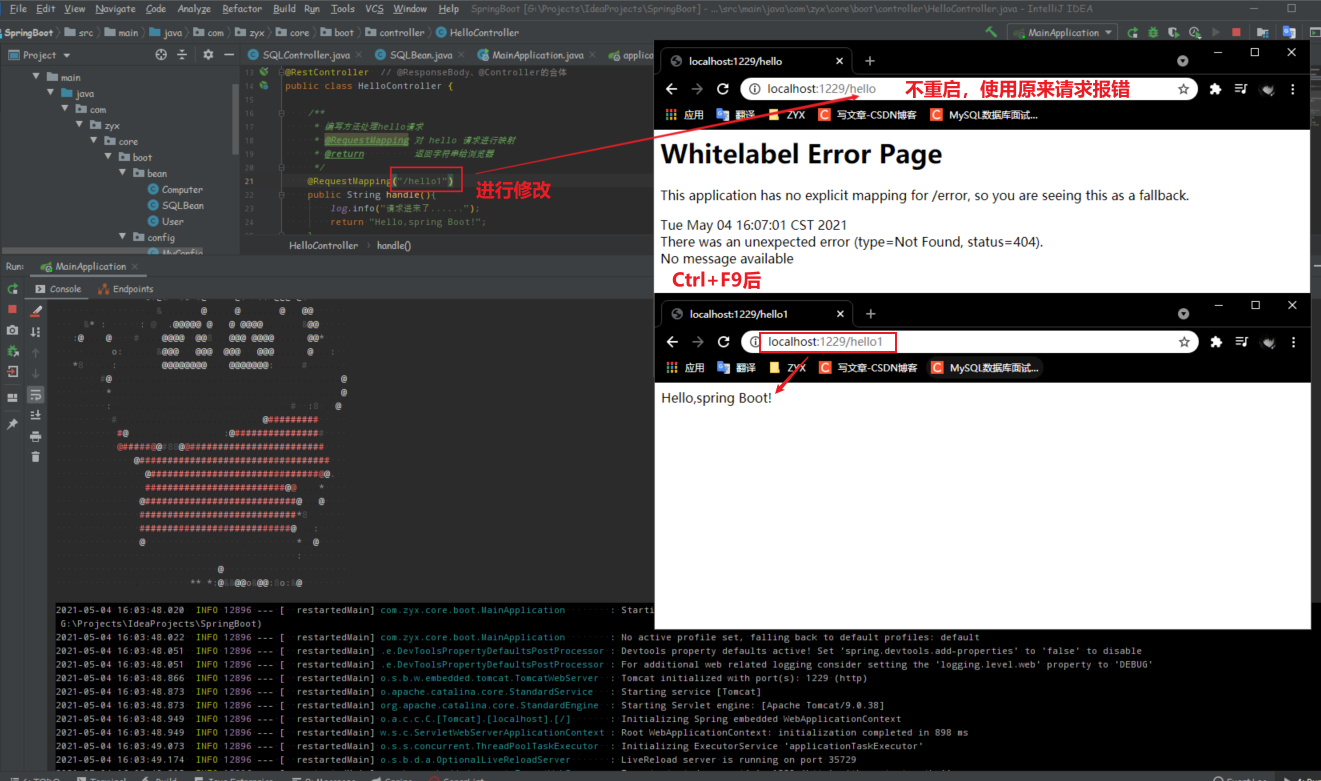 File Edit View Navigate Code Analyze Refactor Build Run Tools VCS Window Help SpringBoot [G:\Projects\IdeaProjects\SpringBoot] - ...\src\main\java\com\zyx\core\boot\controller\HelloController.java - IntelliJ IDEA
SpringBoot src main java com zyx core boot controller HelloController MainApplication
Project
SQLController.java SQLBean.java MainApplication.java applic
main
java
com
zyx
core
boot
bean
Computer
SQLBean
User
config
MyConfig
13 @RestController // @ResponseBody、@Controller的合体
14 public class HelloController {
15
16 /**
17 * 编写方法处理hello请求
18 * @RequestMapping 对 hello 请求进行映射
19 * @return 返回字符串给浏览器
20 */
21 @RequestMapping("/hello1")
进行修改
22 public String handle(){
23 log.info("请求进来了......");
24 return "Hello,spring Boot!";
HelloController handle()
localhost:1229/hello
localhost:1229/hello
不重启，使用原来请求报错
应用 翻译 ZYX 写文章-CSDN博客 MySQL数据库面试...
Whitelabel Error Page
This application has no explicit mapping for /error, so you are seeing this as a fallback.
Tue May 04 16:07:01 CST 2021
There was an unexpected error (type=Not Found, status=404).
No message available
Ctrl+F9后
localhost:1229/hello1
localhost:1229/hello1
应用 翻译 ZYX 写文章-CSDN博客 MySQL数据库面试...
Hello,spring Boot!
Run: MainApplication
Console Endpoints
2021-05-04 16:03:48.020 INFO 12896 --- [ restartedMain] com.zyx.core.boot.MainApplication : Starti
G:\Projects\IdeaProjects\SpringBoot)
2021-05-04 16:03:48.022 INFO 12896 --- [ restartedMain] com.zyx.core.boot.MainApplication : No active profile set, falling back to default profiles: default
2021-05-04 16:03:48.051 INFO 12896 --- [ restartedMain] .e.DevToolsPropertyDefaultsPostProcessor : Devtools property defaults active! Set 'spring.devtools.add-properties' to 'false' to disable
2021-05-04 16:03:48.051 INFO 12896 --- [ restartedMain] .e.DevToolsPropertyDefaultsPostProcessor : For additional web related logging consider setting the 'logging.level.web' property to 'DEBUG'
2021-05-04 16:03:48.866 INFO 12896 --- [ restartedMain] o.s.b.w.embedded.tomcat.TomcatWebServer : Tomcat initialized with port(s): 1229 (http)
2021-05-04 16:03:48.873 INFO 12896 --- [ restartedMain] o.apache.catalina.core.StandardService : Starting service [Tomcat]
2021-05-04 16:03:48.873 INFO 12896 --- [ restartedMain] org.apache.catalina.core.StandardEngine : Starting Servlet engine: [Apache Tomcat/9.0.38]
2021-05-04 16:03:48.949 INFO 12896 --- [ restartedMain] o.a.c.c.C.[Tomcat].[localhost].[/] : Initializing Spring embedded WebApplicationContext
2021-05-04 16:03:48.949 INFO 12896 --- [ restartedMain] w.s.c.ServletWebServerApplicationContext : Root WebApplicationContext: initialization completed in 898 ms
2021-05-04 16:03:49.073 INFO 12896 --- [ restartedMain] o.s.s.concurrent.ThreadPoolTaskExecutor : Initializing ExecutorService 'applicationTaskExecutor'
2021-05-04 16:03:49.174 INFO 12896 --- [ restartedMain] o.s.b.d.a.OptionalLiveReloadServer : LiveReload server is running on port 35729